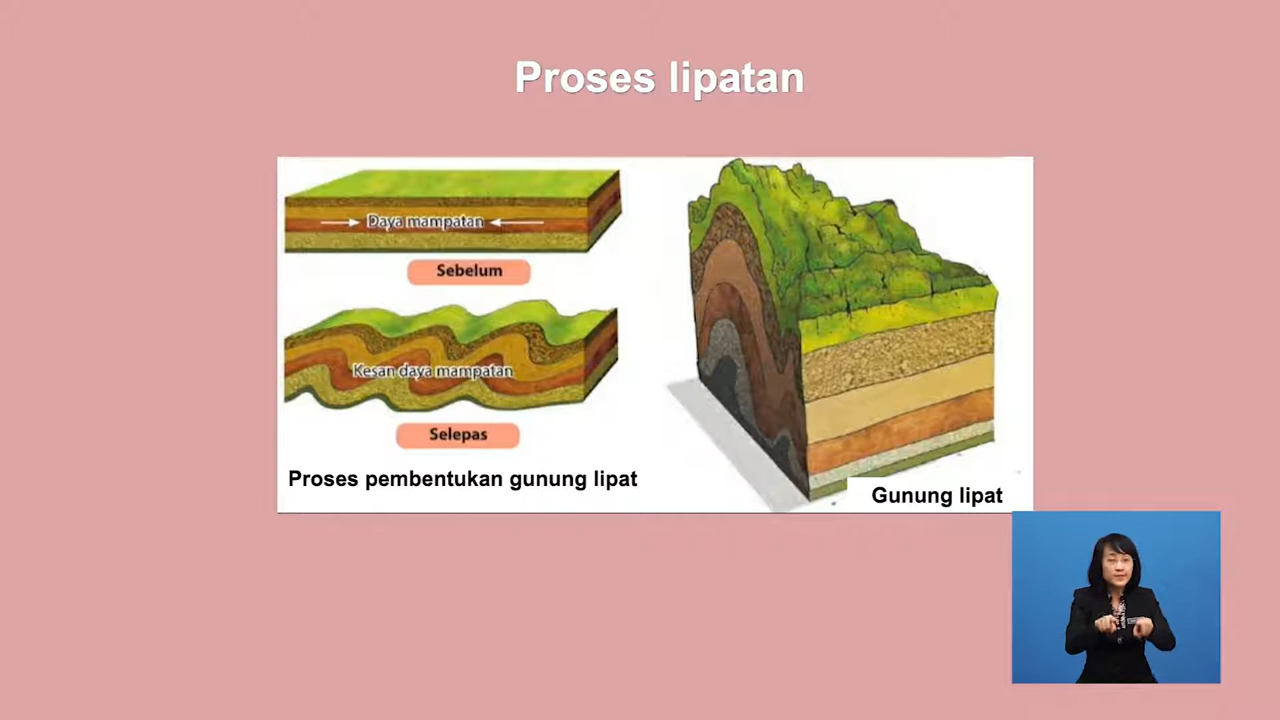 Proses lipatan
Daya mampatan
Sebelum
Kesan daya mampatan
Selepas
Proses pembentukan gunung lipat
Gunung lipat